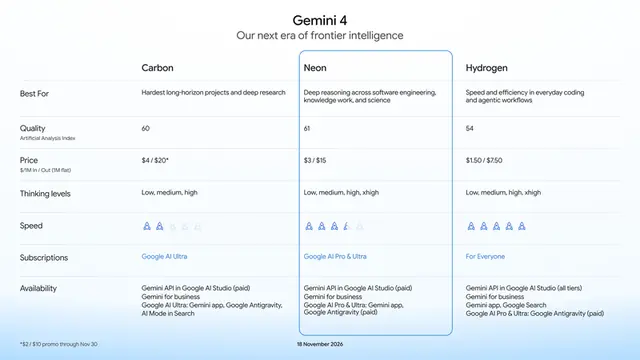 Gemini 4
Our next era of frontier intelligence
Carbon Neon Hydrogen
Best For
Hardest long-horizon projects and deep research
Deep reasoning across software engineering,
knowledge work, and science
Speed and efficiency in everyday coding
and agentic workflows
Quality
Artificial Analysis Index
60 61 54
Price
$/1M In / Out (1M flat)
$4 / $20* $3 / $15 $1.50 / $7.50
Thinking levels
Low, medium, high Low, medium, high, xhigh Low, medium, high, xhigh
Speed
Subscriptions
Google AI Ultra Google AI Pro & Ultra For Everyone
Availability
Gemini API in Google AI Studio (paid)
Gemini for business
Google AI Ultra: Gemini app, Google Antigravity,
AI Mode in Search
Gemini API in Google AI Studio (paid)
Gemini for business
Google AI Pro & Ultra: Gemini app,
Google Antigravity (paid)
Gemini API in Google AI Studio (all tiers)
Gemini for business
Gemini app, Google Search
Google AI Pro & Ultra: Google Antigravity (paid)
*$2 / $10 promo through Nov 30
18 November 2026